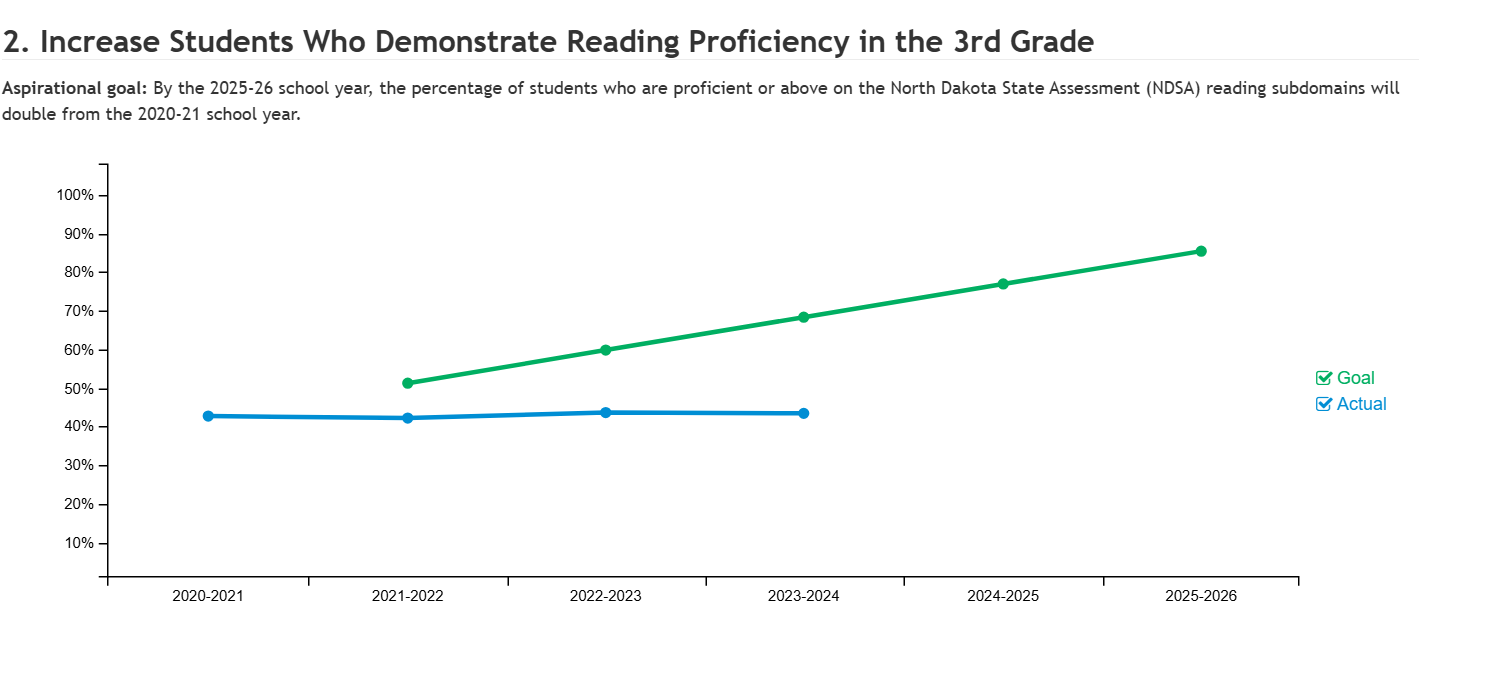 2. Increase Students Who Demonstrate Reading Proficiency in the 3rd Grade
Aspirational goal: By the 2025-26 school year, the percentage of students who are proficient or above on the North Dakota State Assessment (NDSA) reading subdomains will
double from the 2020-21 school year.
100%
90%
80%
70%
60%
50%
40%
30%
20%
10%
Goal
Actual
2020-2021 2021-2022 2022-2023 2023-2024 2024-2025 2025-2026